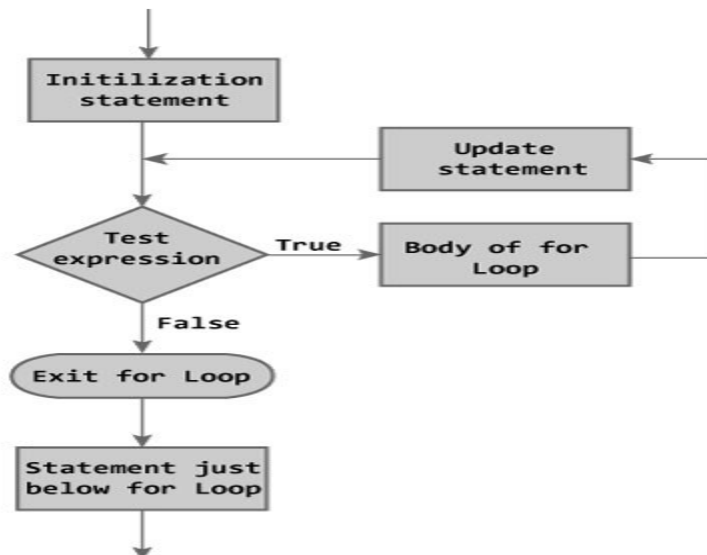 Initilization
statement
Update
statement
Test
expression
True
Body of for
Loop
False
Exit for Loop
Statement just
below for Loop